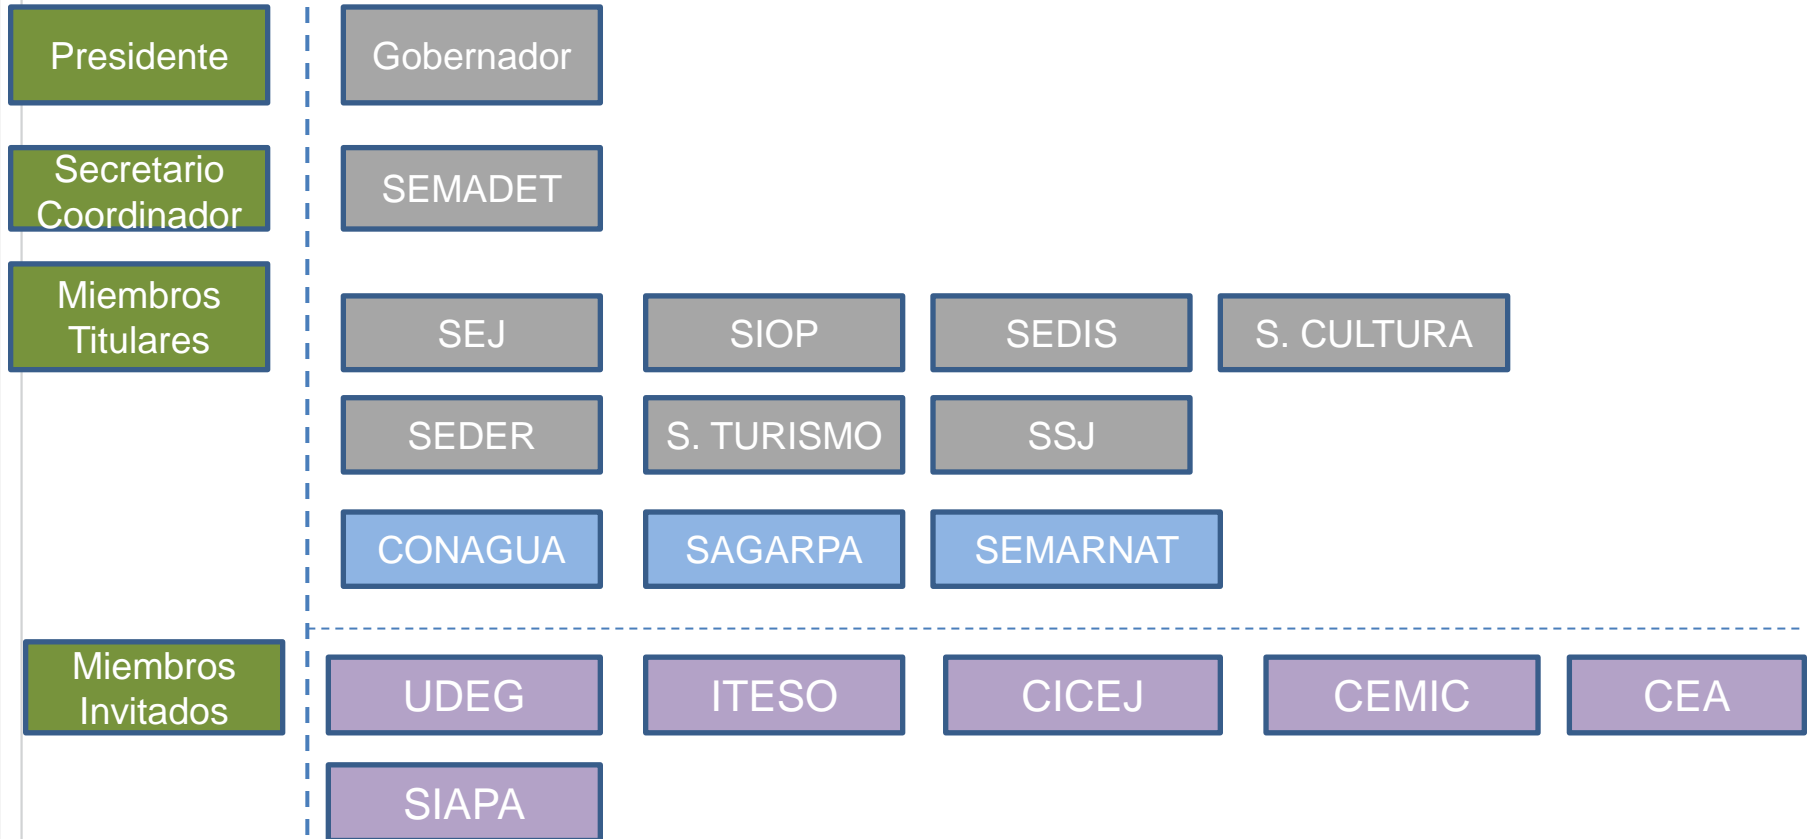 Presidente
Gobernador
Secretario
Coordinador
SEMADET
Miembros
Titulares
SEJ
SIOP
SEDIS
S. CULTURA
SEDER
S. TURISMO
SSJ
CONAGUA
SAGARPA
SEMARNAT
Miembros
Invitados
UDEG
ITESO
CICEJ
CEMIC
CEA
SIAPA